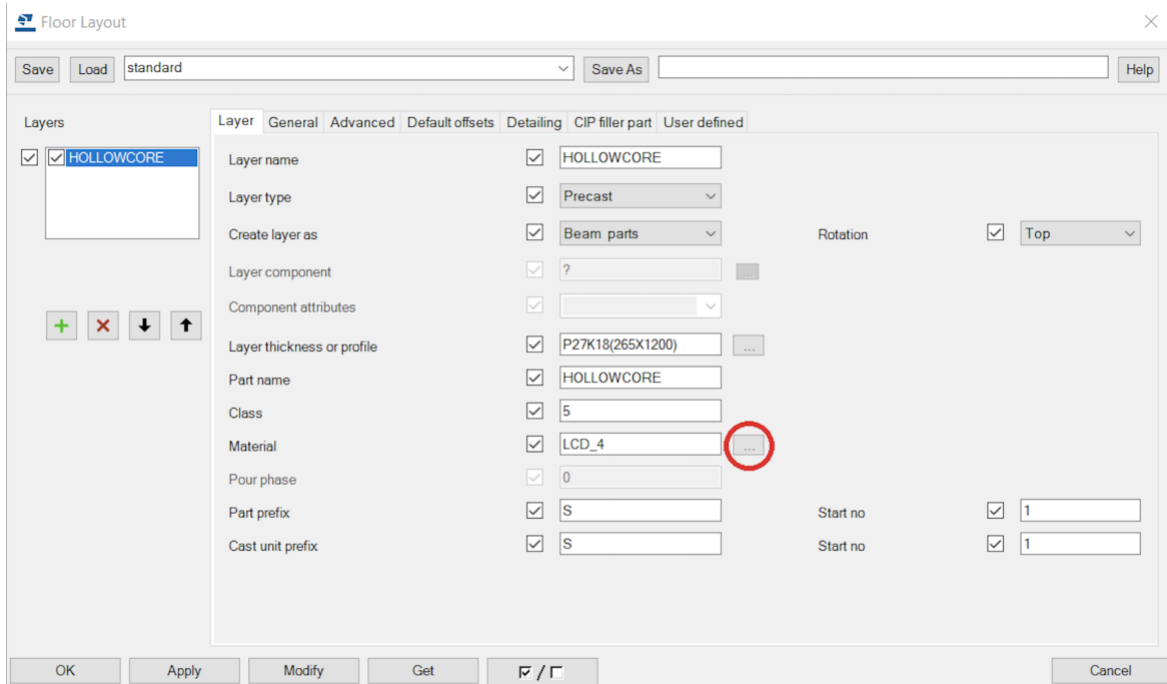 Floor Layout
Save Load standard Save As Help
Layers
Layer General Advanced Default offsets Detailing CIP filler part User defined
HOLLOWCORE
Layer name HOLLOWCORE
Layer type Precast
Create layer as Beam parts Rotation Top
Layer component ? ...
Component attributes
Layer thickness or profile P27K18(265X1200) ...
Part name HOLLOWCORE
Class 5
Material LCD_4 ...
Pour phase 0
Part prefix S Start no 1
Cast unit prefix S Start no 1
OK Apply Modify Get / Cancel